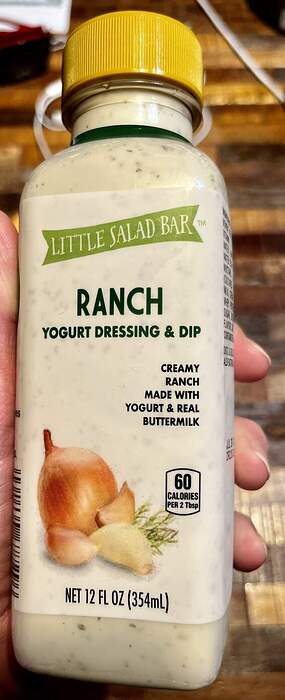 LITTLE SALAD BAR™
RANCH
YOGURT DRESSING & DIP
CREAMY
RANCH
MADE WITH
YOGURT & REAL
BUTTERMILK
60
CALORIES
PER 2 Tbsp
NET 12 FL OZ (354mL)